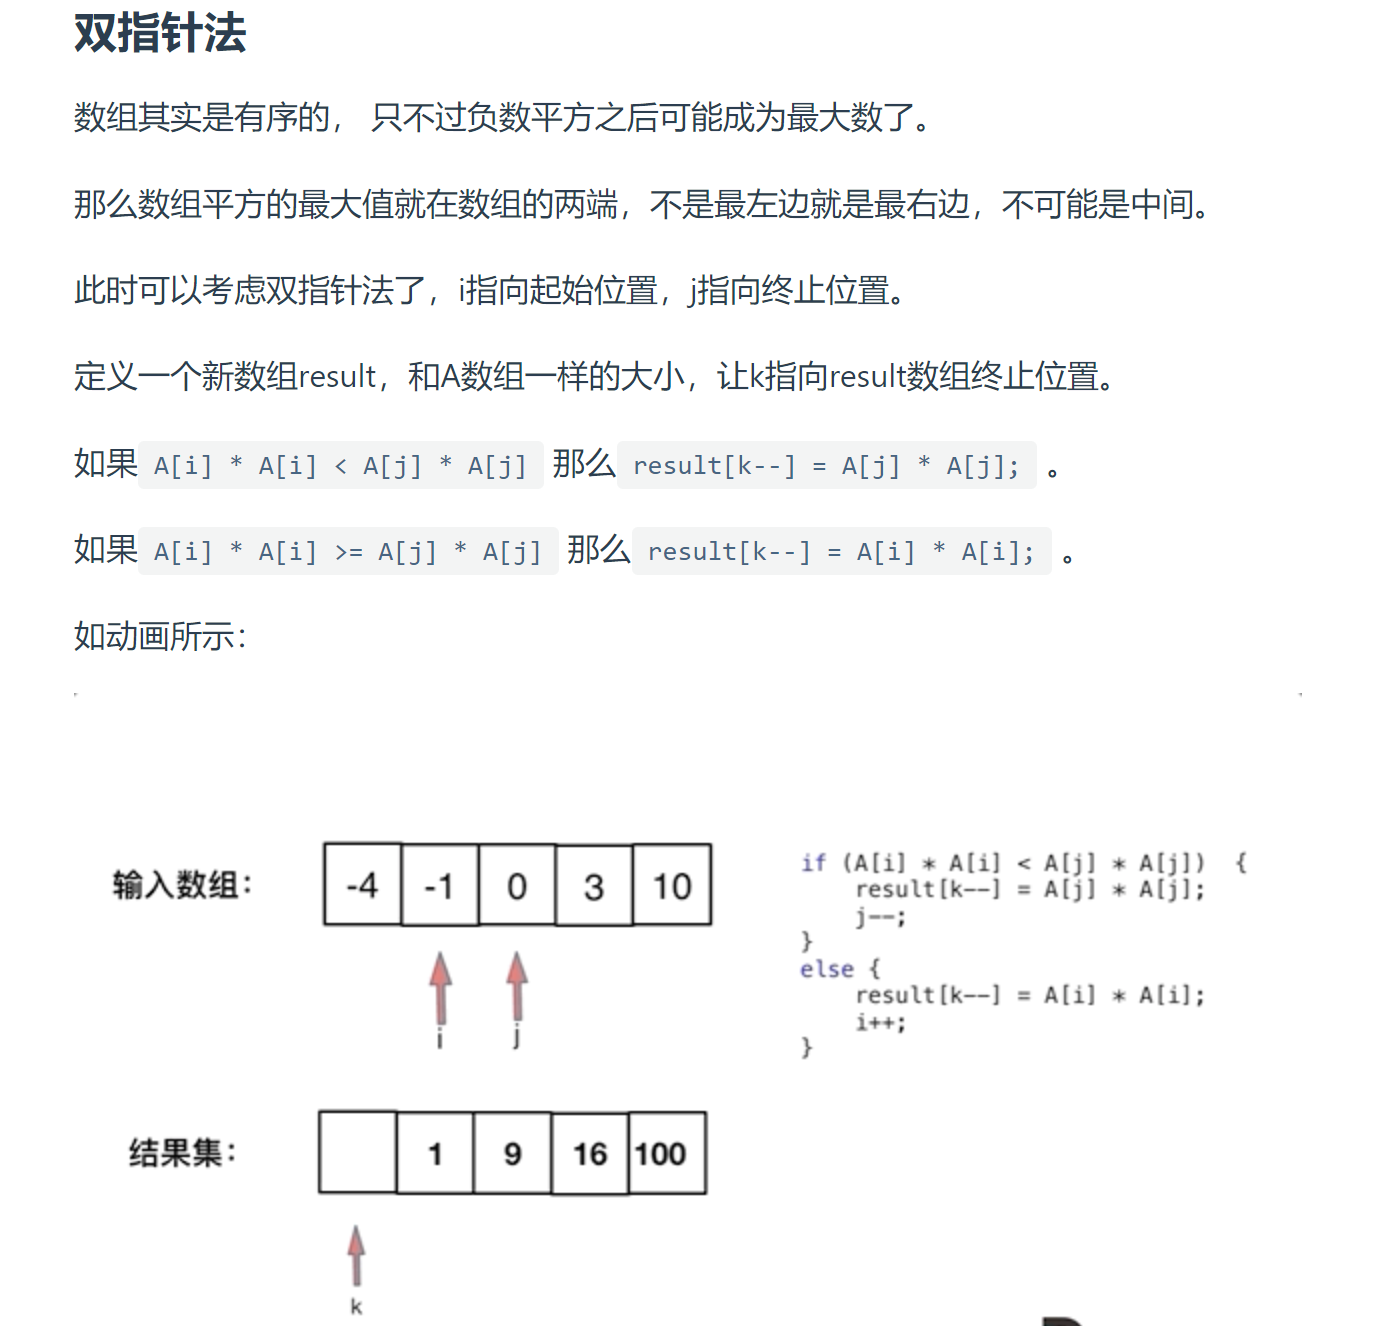 双指针法
数组其实是有序的， 只不过负数平方之后可能成为最大数了。
那么数组平方的最大值就在数组的两端，不是最左边就是最右边，不可能是中间。
此时可以考虑双指针法了，i指向起始位置，j指向终止位置。
定义一个新数组result，和A数组一样的大小，让k指向result数组终止位置。
如果 A[i] * A[i] < A[j] * A[j] 那么 result[k--] = A[j] * A[j]; 。
如果 A[i] * A[i] >= A[j] * A[j] 那么 result[k--] = A[i] * A[i]; 。
如动画所示：
输入数组： -4 -1 0 3 10
i j
if (A[i] * A[i] < A[j] * A[j]) {
result[k--] = A[j] * A[j];
j--;
}
else {
result[k--] = A[i] * A[i];
i++;
}
结果集： 1 9 16 100
k